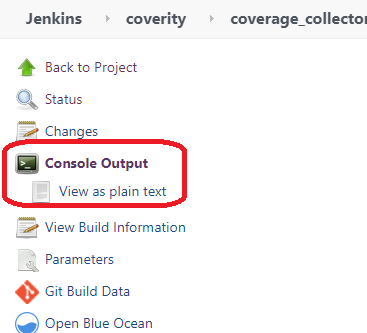 Jenkins > coverity > coverage_collector
Back to Project
Status
Changes
Console Output
View as plain text
View Build Information
Parameters
Git Build Data
Open Blue Ocean